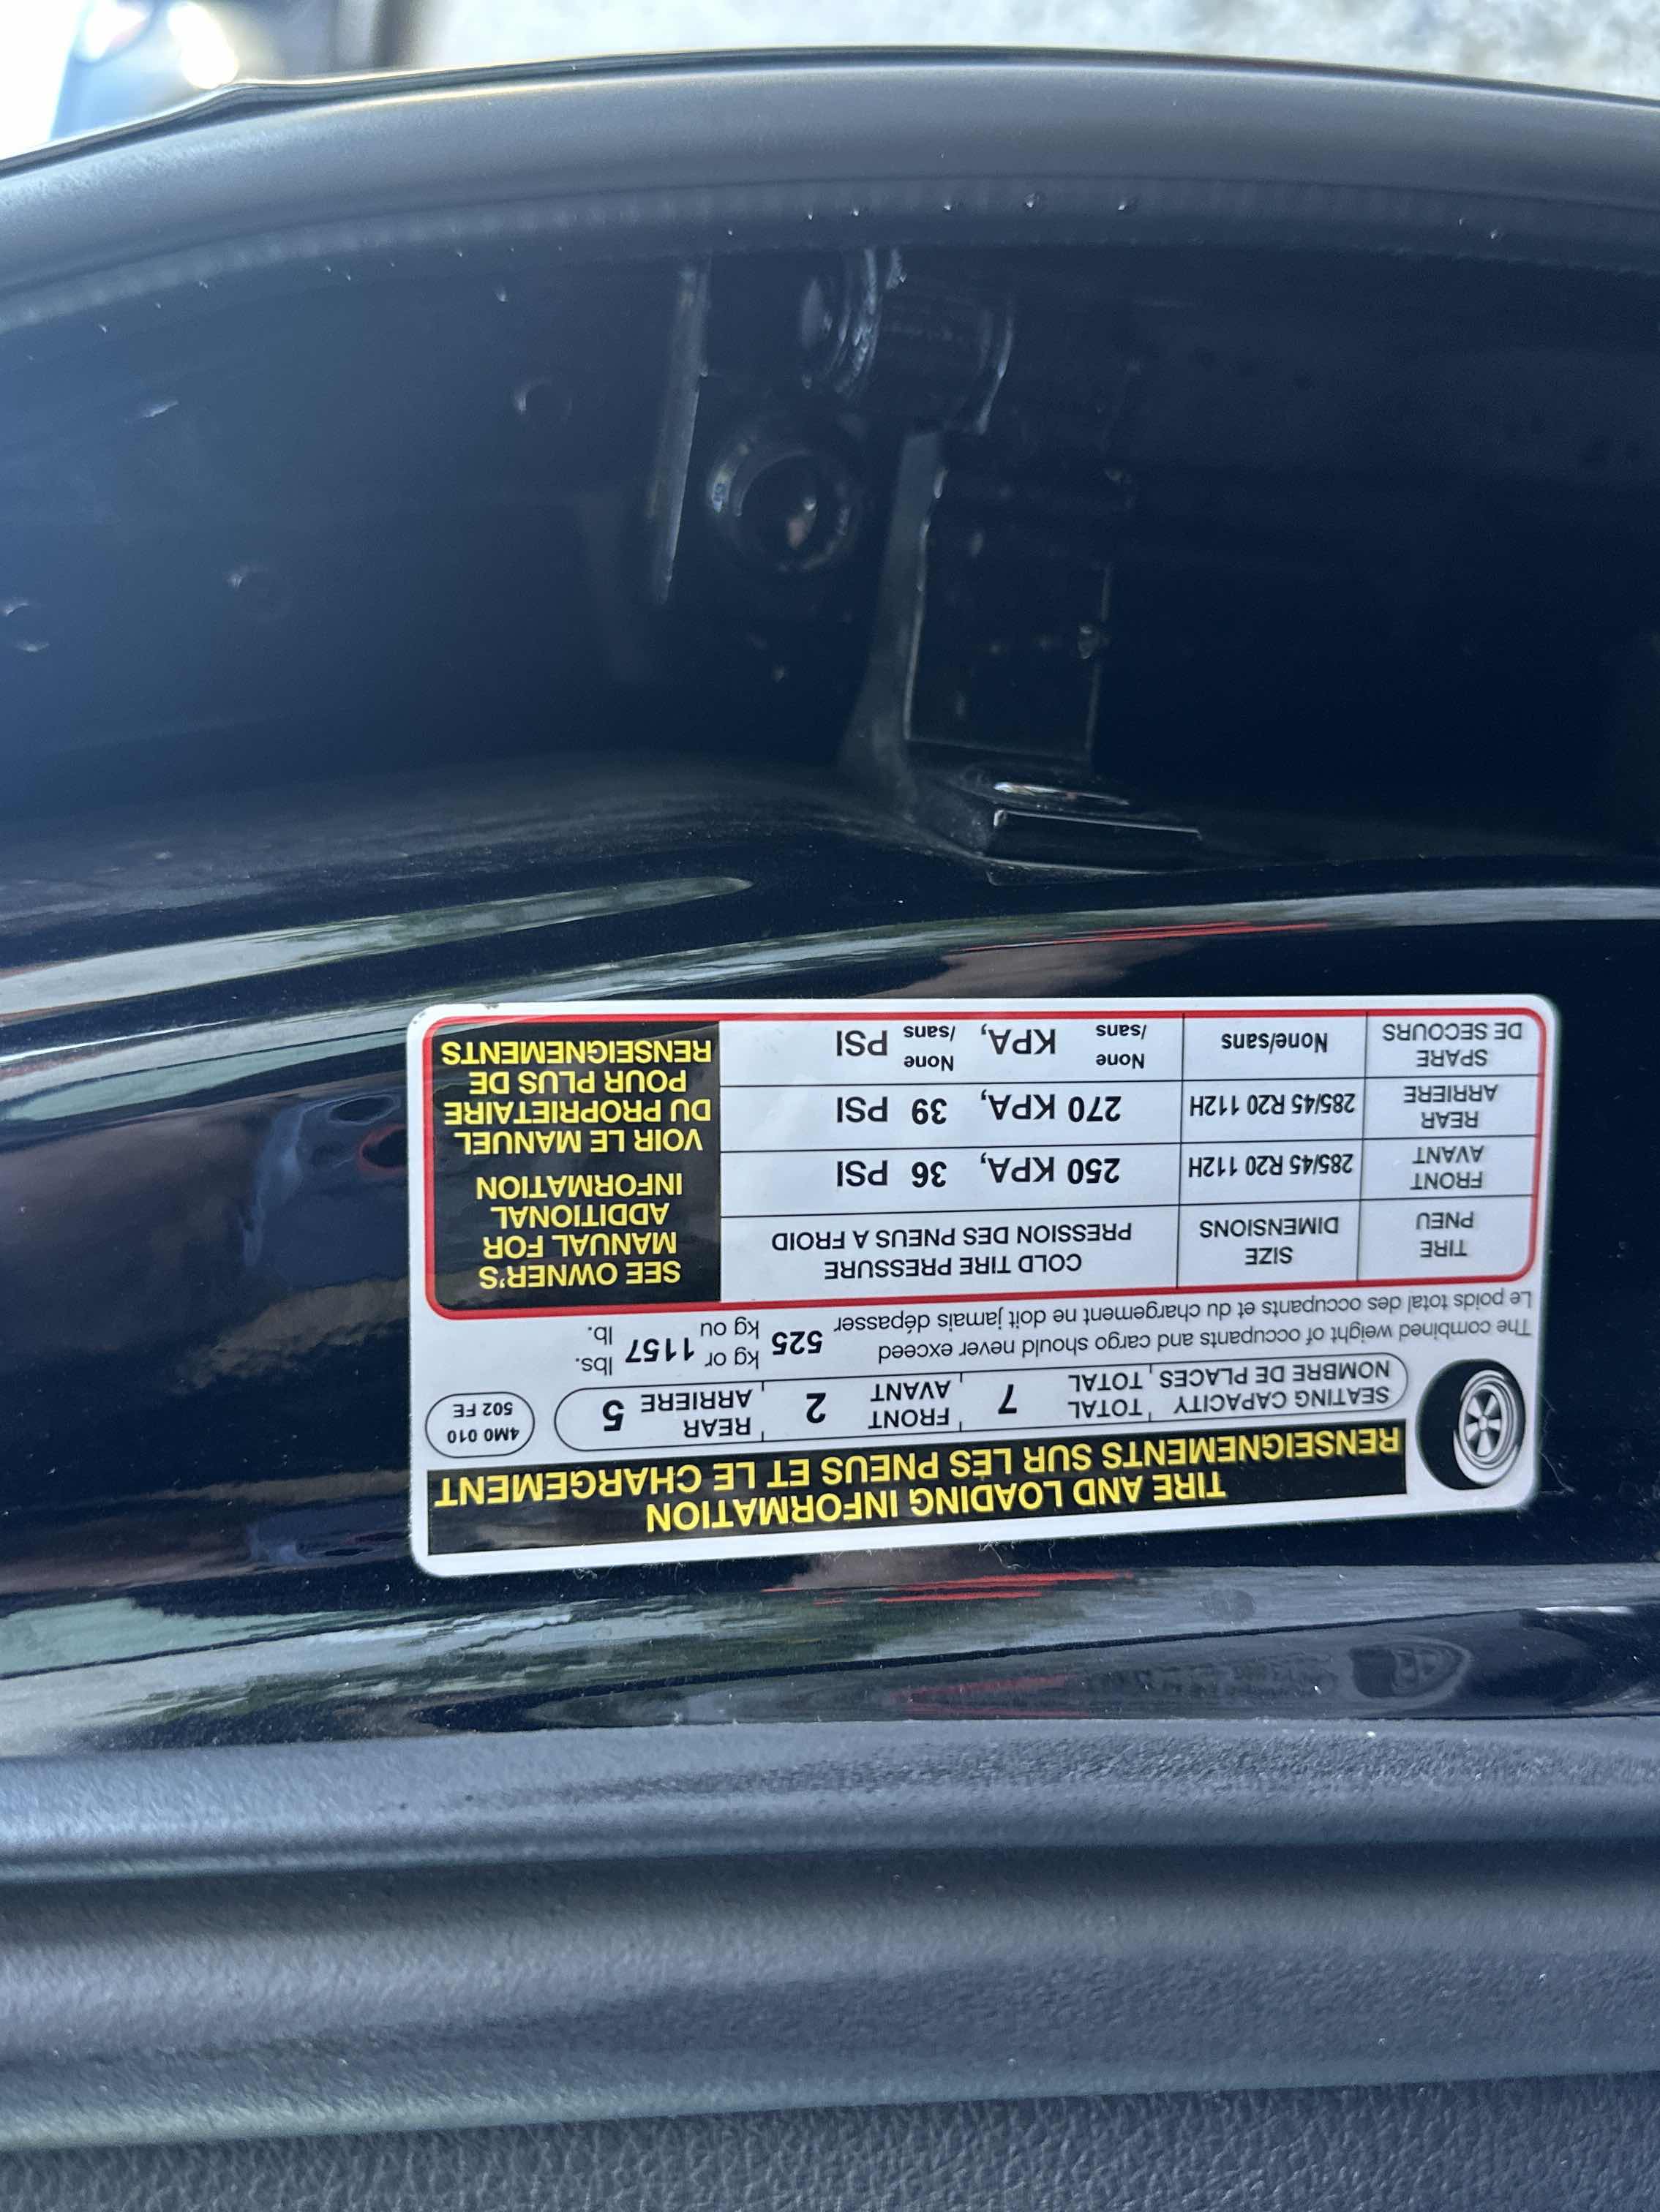 TIRE AND LOADING INFORMATION
RENSEIGNEMENTS SUR LES PNEUS ET LE CHARGEMENT
SEATING CAPACITY TOTAL 7 FRONT 2 REAR 5
NOMBRE DE PLACES TOTAL AVANT ARRIERE
4M0 010
502 FE
The combined weight of occupants and cargo should never exceed 525 kg or 1157 lbs.
Le poids total des occupants et du chargement ne doit jamais dépasser kg ou lb.
TIRE SIZE COLD TIRE PRESSURE
PNEU DIMENSIONS PRESSION DES PNEUS A FROID
FRONT
AVANT
285/45 R20 112H 250 KPA, 36 PSI
REAR
ARRIERE
285/45 R20 112H 270 KPA, 39 PSI
SPARE
DE SECOURS
None/sans None /sans KPA, None /sans PSI
SEE OWNER'S
MANUAL FOR
ADDITIONAL
INFORMATION
VOIR LE MANUEL
DU PROPRIETAIRE
POUR PLUS DE
RENSEIGNEMENTS